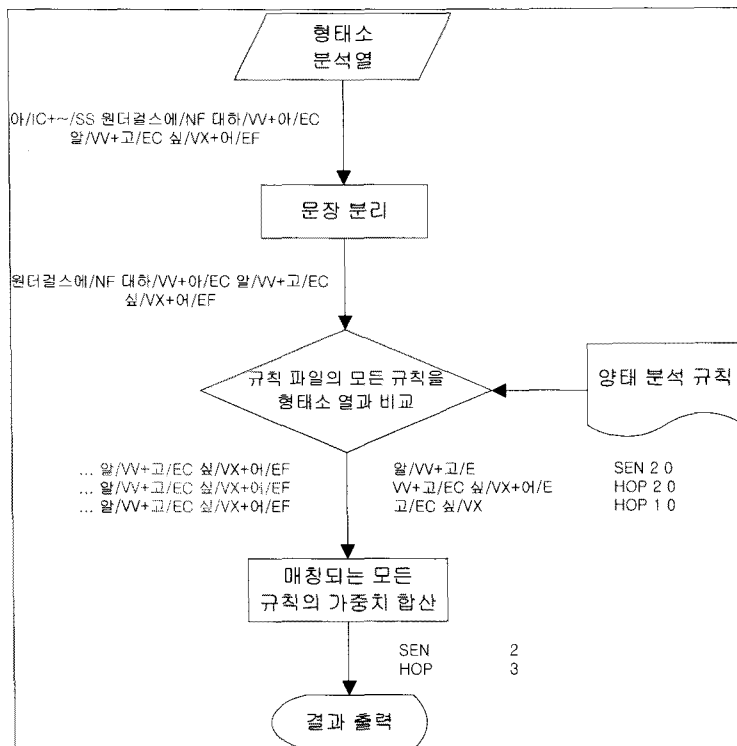 형태소
분석열
아/IC+~/SS 원더걸스에/NF 대하/VV+아/EC
알/VV+고/EC 싶/VX+어/EF
문장 분리
원더걸스에/NF 대하/VV+아/EC 알/VV+고/EC
싶/VX+어/EF
규칙 파일의 모든 규칙을
형태소 열과 비교
양태 분석 규칙
... 알/VV+고/EC 싶/VX+어/EF 알/VV+고/E SEN 2 0
... 알/VV+고/EC 싶/VX+어/EF VV+고/EC 싶/VX+어/E HOP 2 0
... 알/VV+고/EC 싶/VX+어/EF 고/EC 싶/VX HOP 1 0
매칭되는 모든
규칙의 가중치 합산
SEN 2
HOP 3
결과 출력